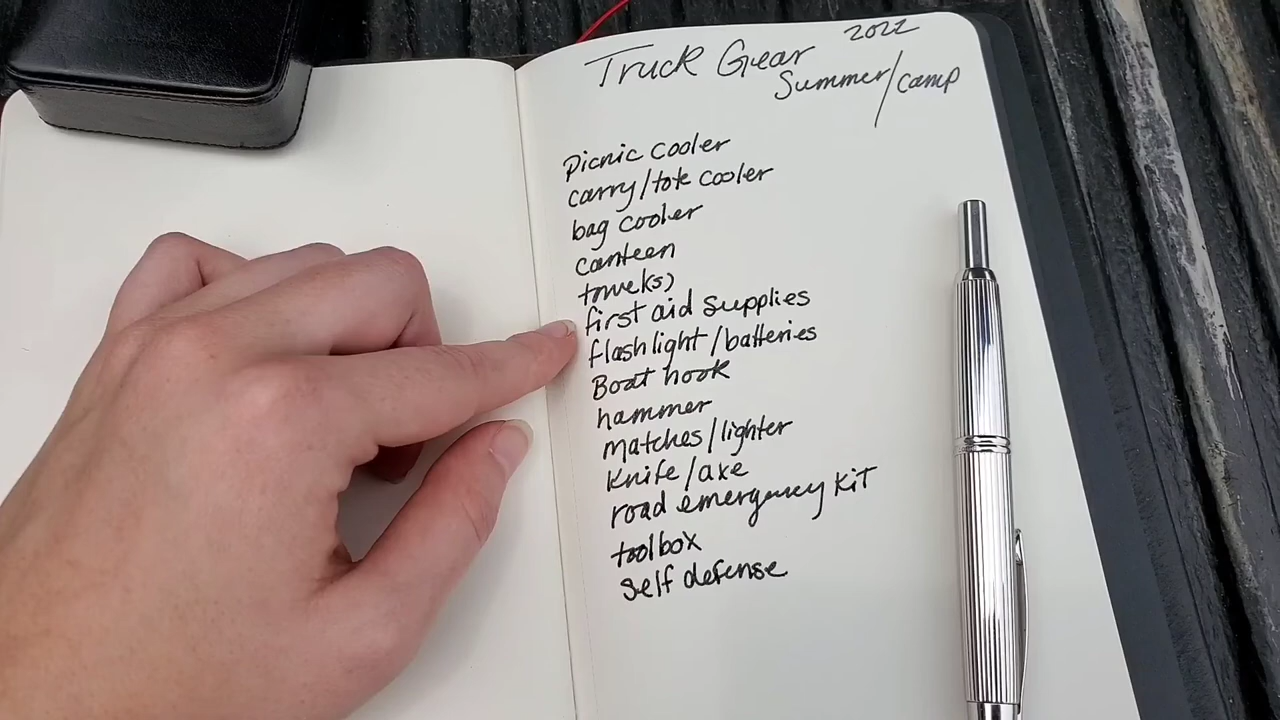 Truck Gear 2022
Summer/camp
Picnic cooler
carry/tote cooler
bag cooler
canteen
towel(s)
first aid supplies
flashlight/batteries
Boat hook
hammer
matches/lighter
Knife/axe
road emergency Kit
toolbox
self defense